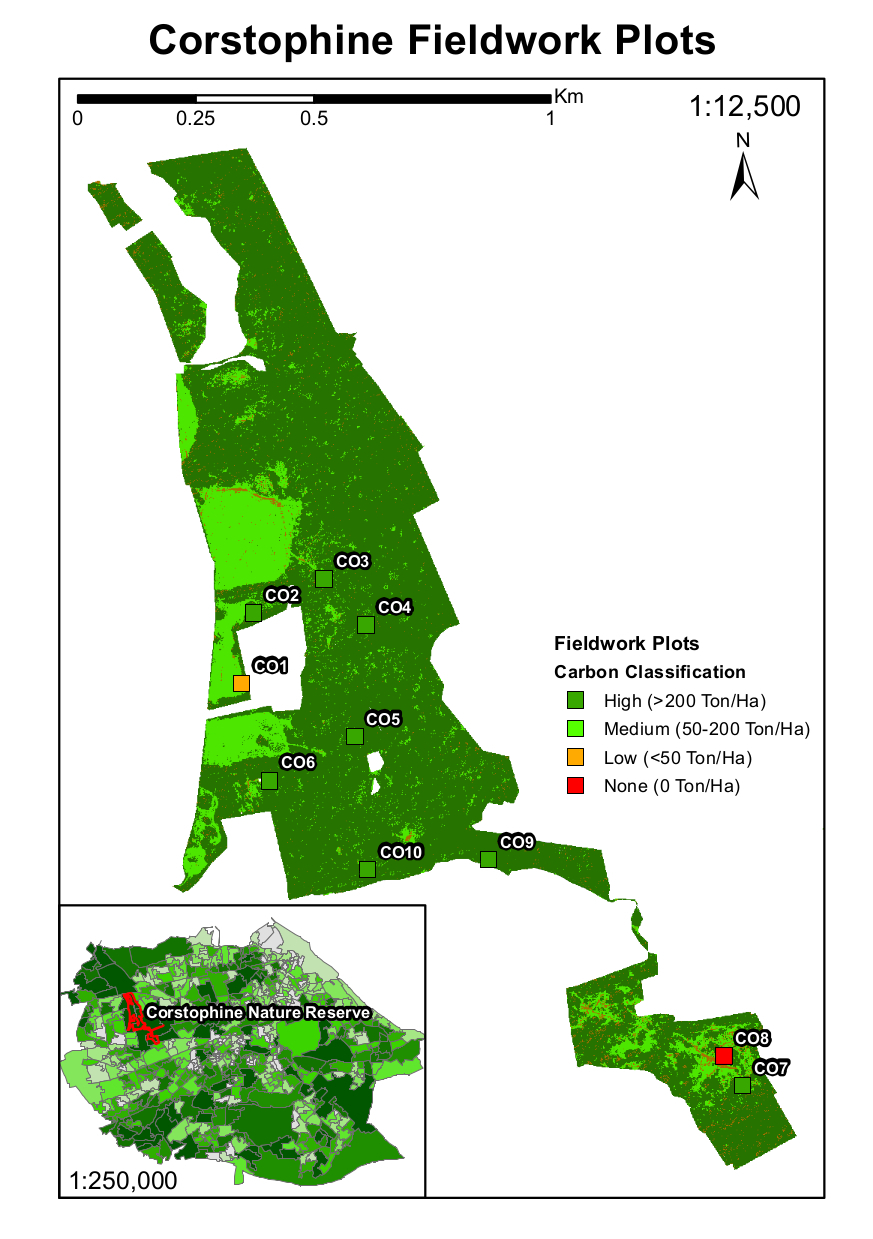 Corstophine Fieldwork Plots
Km
0 0.25 0.5 1
1:12,500
N
CO3
CO2
CO4
CO1
CO5
CO6
CO10
CO9
Fieldwork Plots
Carbon Classification
High (>200 Ton/Ha)
Medium (50-200 Ton/Ha)
Low (<50 Ton/Ha)
None (0 Ton/Ha)
Corstophine Nature Reserve
CO8
CO7
1:250,000